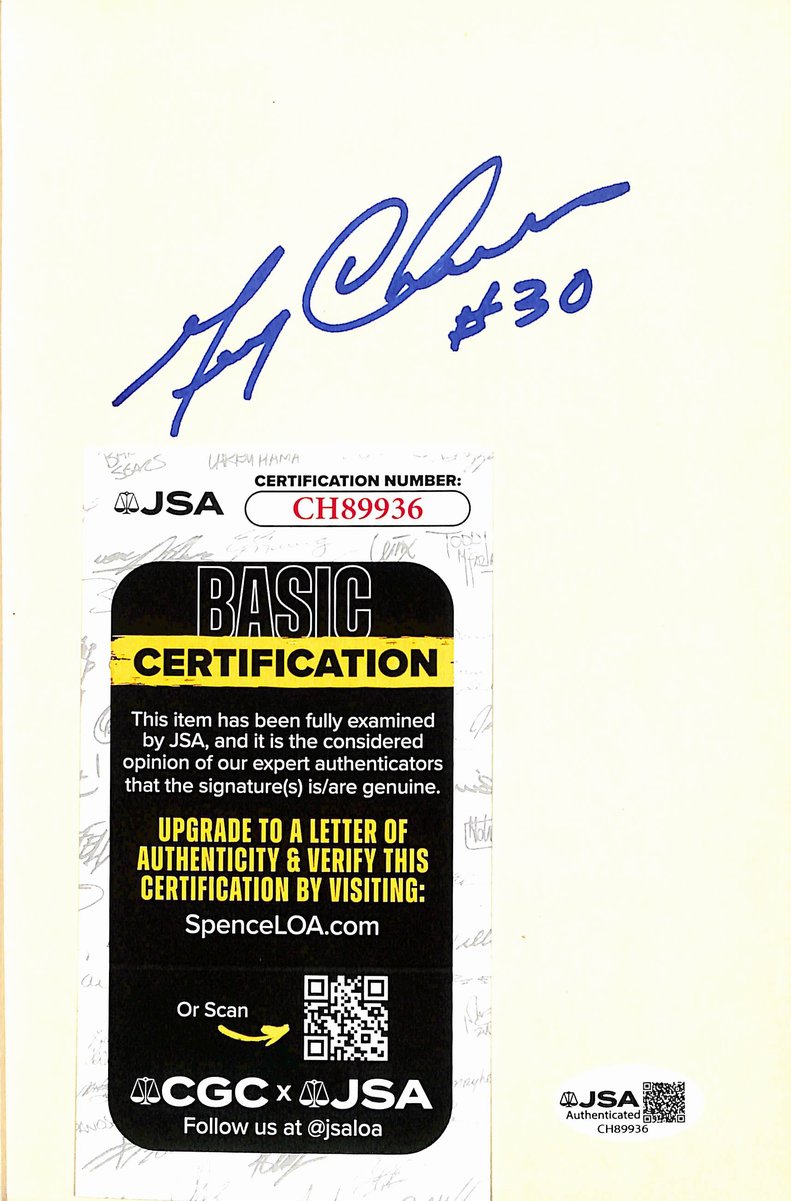 #30
JSA
CERTIFICATION NUMBER:
CH89936
BASIC
CERTIFICATION
This item has been fully examined
by JSA, and it is the considered
opinion of our expert authenticators
that the signature(s) is/are genuine.
UPGRADE TO A LETTER OF
AUTHENTICITY & VERIFY THIS
CERTIFICATION BY VISITING:
SpenceLOA.com
Or Scan
CGC x JSA
Follow us at @jsaloa
JSA
Authenticated
CH89936